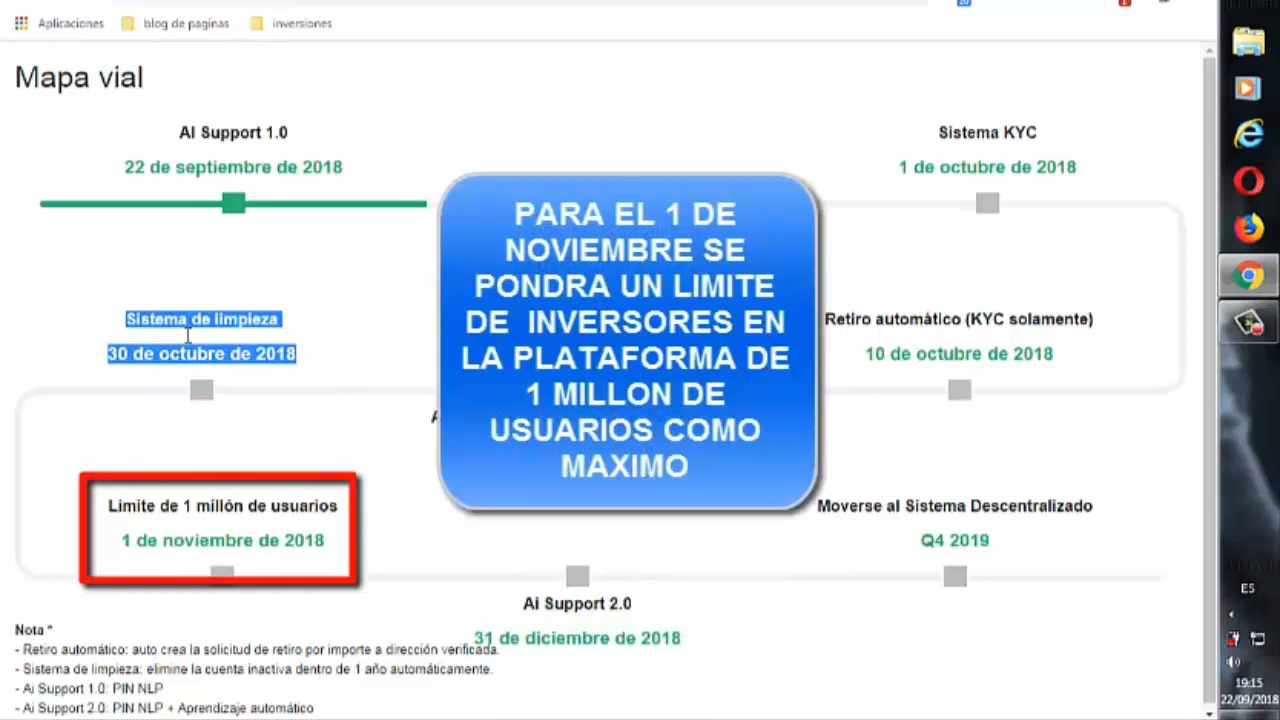 Aplicaciones
blog de paginas
inversiones
Mapa vial
AI Support 1.0
22 de septiembre de 2018
Sistema KYC
1 de octubre de 2018
PARA EL 1 DE
NOVIEMBRE SE
PONDRA UN LIMITE
DE INVERSORES EN
LA PLATAFORMA DE
1 MILLON DE
USUARIOS COMO
MAXIMO
Sistema de limpieza
30 de octubre de 2018
Retiro automático (KYC solamente)
10 de octubre de 2018
Limite de 1 millón de usuarios
1 de noviembre de 2018
Moverse al Sistema Descentralizado
Q4 2019
Ai Support 2.0
31 de diciembre de 2018
Nota *
- Retiro automático: auto crea la solicitud de retiro por importe a dirección verificada.
- Sistema de limpieza: elimine la cuenta inactiva dentro de 1 año automáticamente.
- Ai Support 1.0: PIN NLP
- Ai Support 2.0: PIN NLP + Aprendizaje automático
ES
19:15
22/09/2018